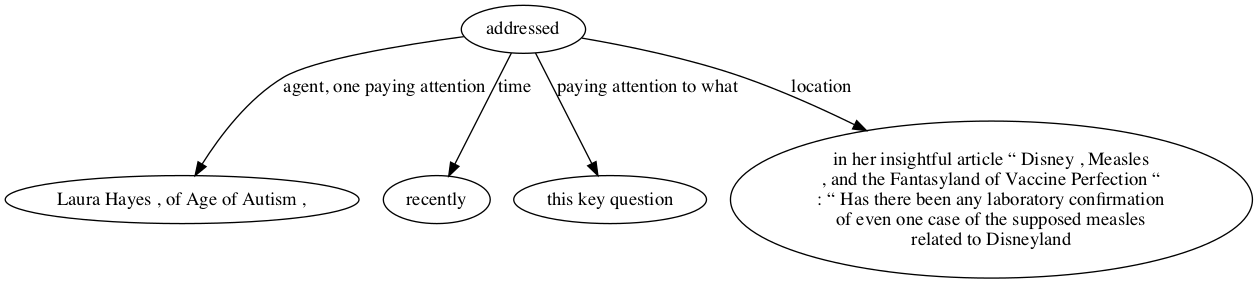 addressed
agent, one paying attention
time
paying attention to what
location
Laura Hayes , of Age of Autism ,
recently
this key question
in her insightful article “ Disney , Measles
, and the Fantasyland of Vaccine Perfection “
: “ Has there been any laboratory confirmation
of even one case of the supposed measles
related to Disneyland